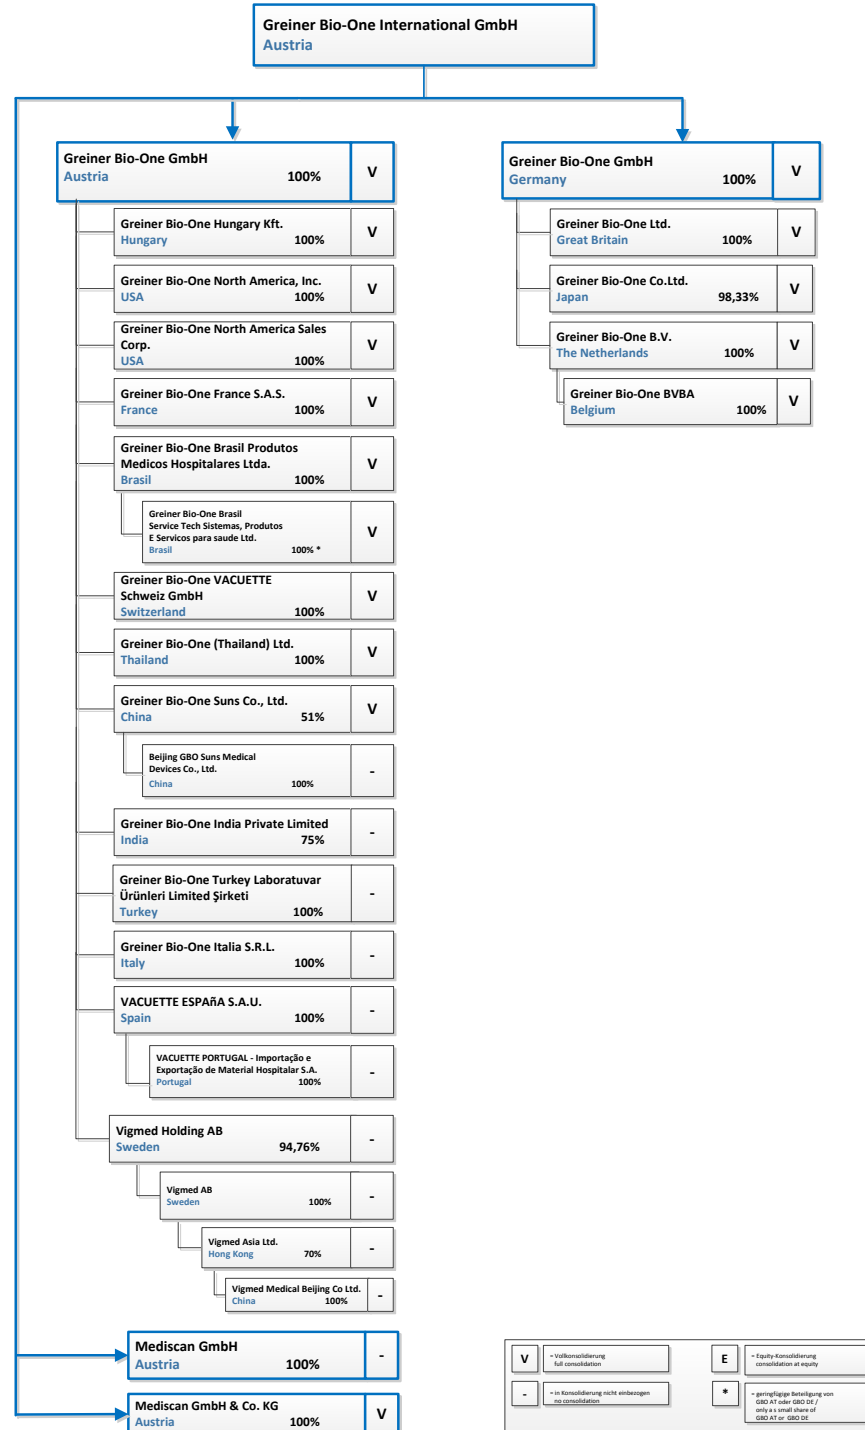 Greiner Bio-One International GmbH
Austria
Greiner Bio-One GmbH
Austria 100% V
Greiner Bio-One Hungary Kft.
Hungary 100% V
Greiner Bio-One North America, Inc.
USA 100% V
Greiner Bio-One North America Sales
Corp.
USA 100% V
Greiner Bio-One France S.A.S.
France 100% V
Greiner Bio-One Brasil Produtos
Medicos Hospitalares Ltda.
Brasil 100% V
Greiner Bio-One Brasil
Service Tech Sistemas, Produtos
E Servicos para saude Ltd.
Brasil 100% * V
Greiner Bio-One VACUETTE
Schweiz GmbH
Switzerland 100% V
Greiner Bio-One (Thailand) Ltd.
Thailand 100% V
Greiner Bio-One Suns Co., Ltd.
China 51% V
Beijing GBO Suns Medical
Devices Co., Ltd.
China 100% -
Greiner Bio-One India Private Limited
India 75% -
Greiner Bio-One Turkey Laboratuvar
Ürünleri Limited Şirketi
Turkey 100% -
Greiner Bio-One Italia S.R.L.
Italy 100% -
VACUETTE ESPAñA S.A.U.
Spain 100% -
VACUETTE PORTUGAL - Importação e
Exportação de Material Hospitalar S.A.
Portugal 100% -
Vigmed Holding AB
Sweden 94,76% -
Vigmed AB
Sweden 100% -
Vigmed Asia Ltd.
Hong Kong 70% -
Vigmed Medical Beijing Co Ltd.
China 100% -
Mediscan GmbH
Austria 100% -
Mediscan GmbH & Co. KG
Austria 100% V
Greiner Bio-One GmbH
Germany 100% V
Greiner Bio-One Ltd.
Great Britain 100% V
Greiner Bio-One Co.Ltd.
Japan 98,33% V
Greiner Bio-One B.V.
The Netherlands 100% V
Greiner Bio-One BVBA
Belgium 100% V
V = Vollkonsolidierung
full consolidation
E = Equity-Konsolidierung
consolidation at equity
- = in Konsolidierung nicht einbezogen
no consolidation
* = geringfügige Beteiligung von
GBO AT oder GBO DE /
only a s small share of
GBO AT or GBO DE